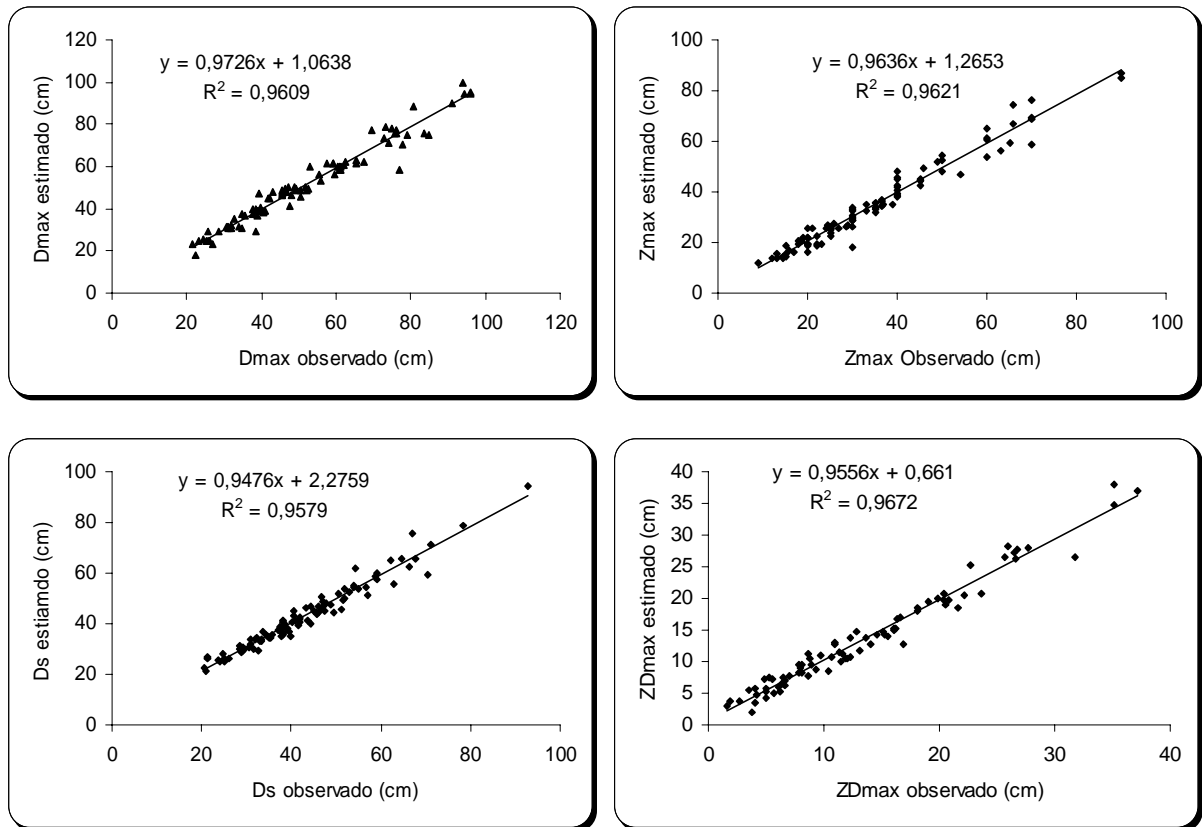 120
100
80
60
40
20
0
Dmax estimado (cm)
y = 0,9726x + 1,0638
R² = 0,9609
0 20 40 60 80 100 120
Dmax observado (cm)
100
80
60
40
20
0
Zmax estimado (cm)
y = 0,9636x + 1,2653
R² = 0,9621
0 20 40 60 80 100
Zmax Observado (cm)
100
80
60
40
20
0
Ds estiamdo (cm)
y = 0,9476x + 2,2759
R² = 0,9579
0 20 40 60 80 100
Ds observado (cm)
40
35
30
25
20
15
10
5
0
ZDmax estimado (cm)
y = 0,9556x + 0,661
R² = 0,9672
0 10 20 30 40
ZDmax observado (cm)